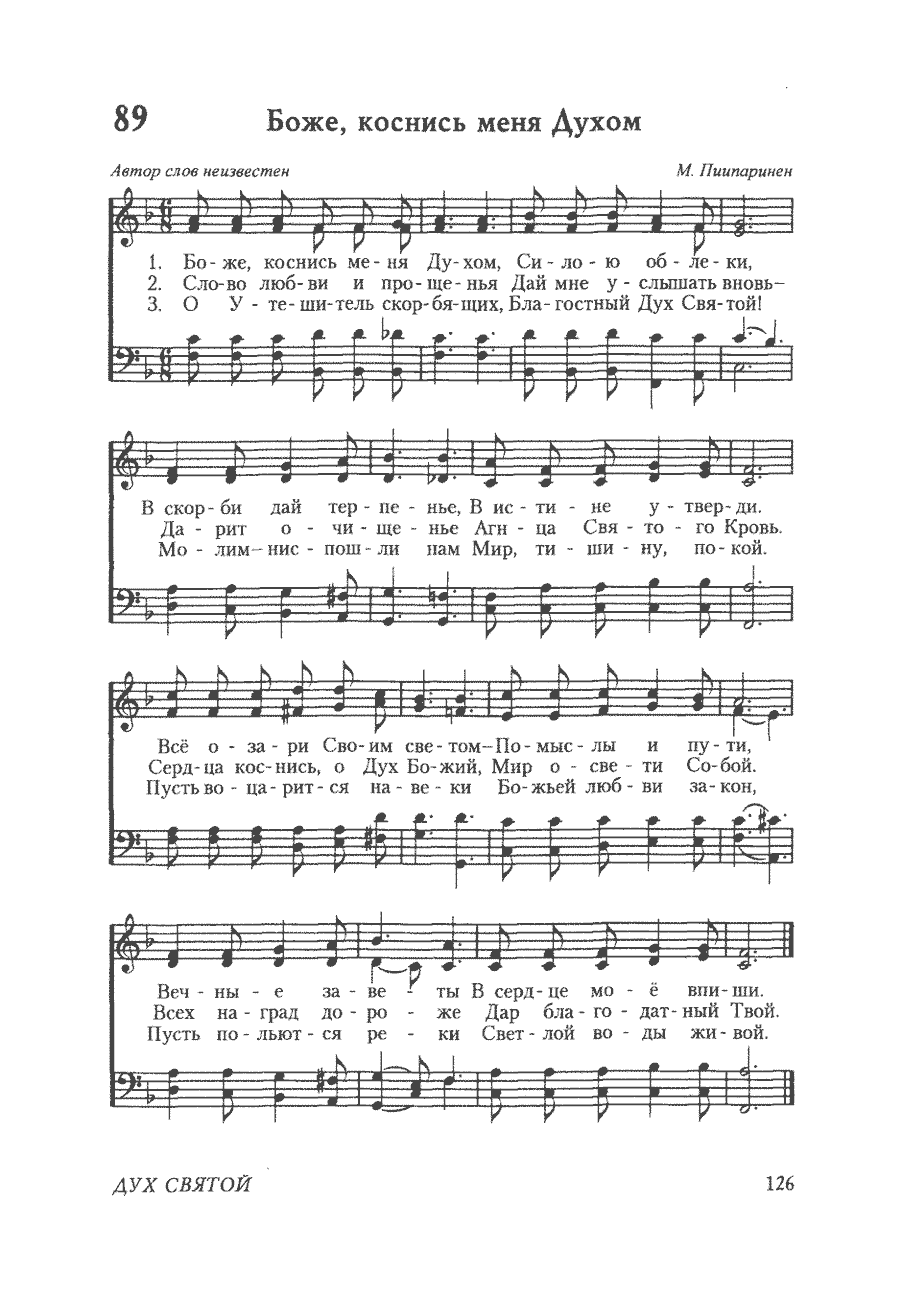 89 Боже, коснись меня Духом
Автор слов неизвестен М. Пиипаринен
1. Бо- же, коснись ме - ня Ду- хом, Си - ло - ю об - ле - ки,
2. Сло-во люб- ви и про - ще - нья Дай мне у - слышать вновь–
3. О У - те - ши-тель скор-бя-щих, Бла- гостный Дух Свя-той!
В скор- би дай тер - пе - нье, В ис - ти - не у - твер- ди.
Да - рит о - чи - ще - нье Агн - ца Свя - то - го Кровь.
Мо - лим—нис - пош - ли нам Мир, ти - ши - ну, по - кой.
Всё о - за - ри Сво- им све - том–По - мыс - лы и пу - ти,
Серд- ца кос- нись, о Дух Бо- жий, Мир о - све - ти Со-бой.
Пусть во - ца - рит - ся на - ве - ки Бо- жьей люб - ви за- кон,
Веч - ны - е за - ве - ты В серд- це мо - ё впи- ши.
Всех на - град до - ро - же Дар бла - го - дат- ный Твой.
Пусть по - льют - ся ре - ки Свет - лой во - ды жи - вой.
ДУХ СВЯТОЙ 126